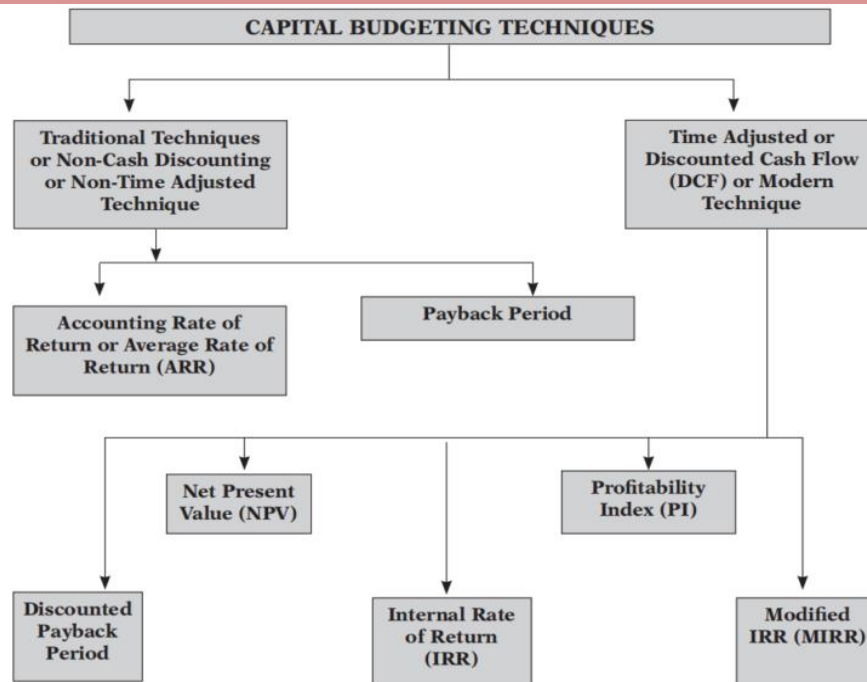 CAPITAL BUDGETING TECHNIQUES
Traditional Techniques
or Non-Cash Discounting
or Non-Time Adjusted
Technique
Time Adjusted or
Discounted Cash Flow
(DCF) or Modern
Technique
Accounting Rate of
Return or Average Rate of
Return (ARR)
Payback Period
Net Present
Value (NPV)
Profitability
Index (PI)
Discounted
Payback
Period
Internal Rate
of Return
(IRR)
Modified
IRR (MIRR)